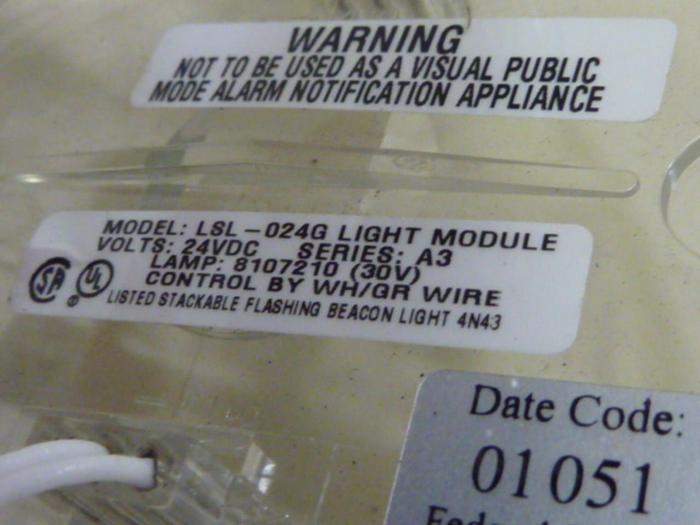 WARNING
NOT TO BE USED AS A VISUAL PUBLIC
MODE ALARM NOTIFICATION APPLIANCE
MODEL: LSL-024G LIGHT MODULE
VOLTS: 24VDC SERIES: A3
LAMP: 8107210 (30V)
CONTROL BY WH/GR WIRE
LISTED STACKABLE FLASHING BEACON LIGHT 4N43
SA UL
Date Code:
01051